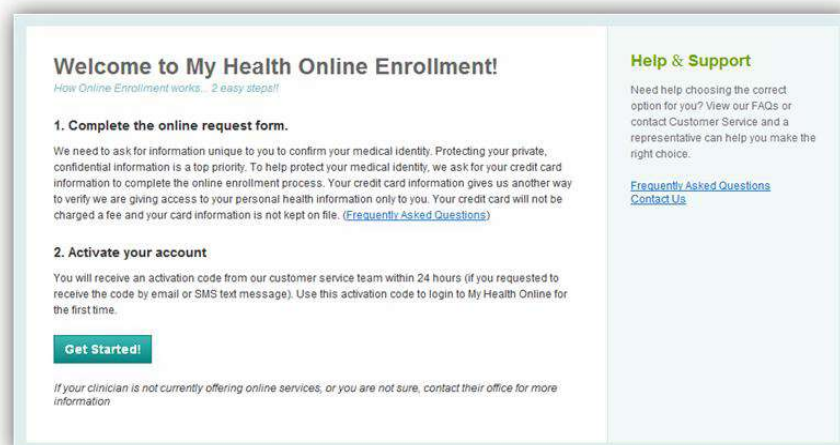 Welcome to My Health Online Enrollment!
How Online Enrollment works... 2 easy steps!!
1. Complete the online request form.
We need to ask for information unique to you to confirm your medical identity. Protecting your private,
confidential information is a top priority. To help protect your medical identity, we ask for your credit card
information to complete the online enrollment process. Your credit card information gives us another way
to verify we are giving access to your personal health information only to you. Your credit card will not be
charged a fee and your card information is not kept on file. (Frequently Asked Questions)
2. Activate your account
You will receive an activation code from our customer service team within 24 hours (if you requested to
receive the code by email or SMS text message). Use this activation code to login to My Health Online for
the first time.
Get Started!
If your clinician is not currently offering online services, or you are not sure, contact their office for more
information
Help & Support
Need help choosing the correct
option for you? View our FAQs or
contact Customer Service and a
representative can help you make the
right choice.
Frequently Asked Questions
Contact Us